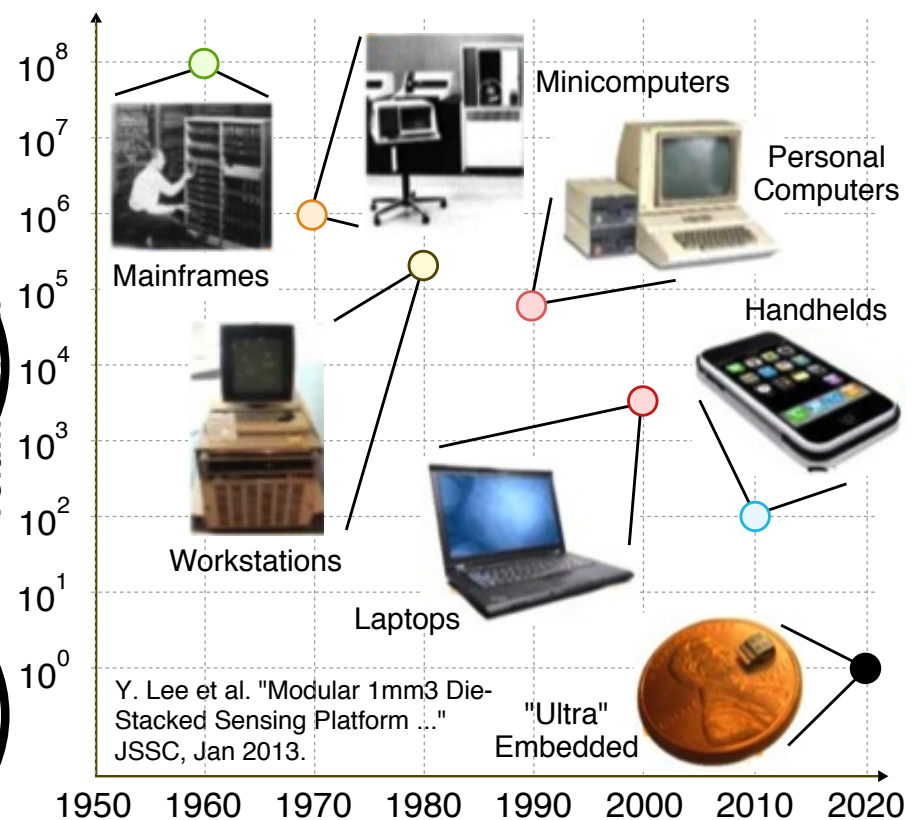 10^8
10^7
10^6
10^5
10^4
10^3
10^2
10^1
10^0
Minicomputers
Personal
Computers
Mainframes
Handhelds
Workstations
Laptops
"Ultra"
Embedded
Y. Lee et al. "Modular 1mm3 Die-
Stacked Sensing Platform ..."
JSSC, Jan 2013.
1950 1960 1970 1980 1990 2000 2010 2020